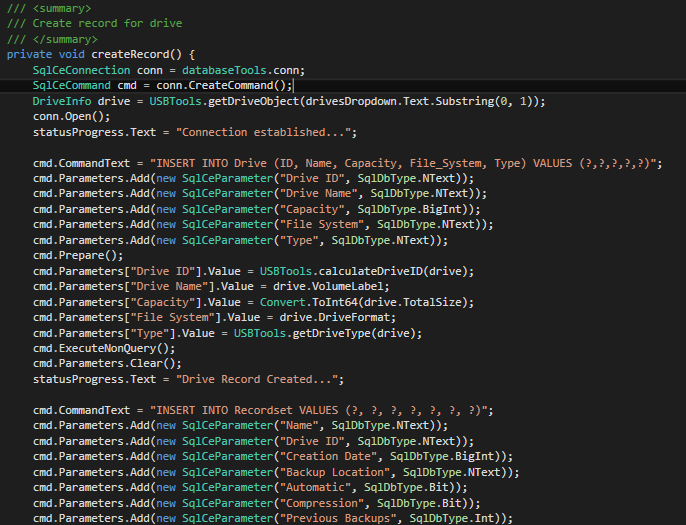 /// <summary>
/// Create record for drive
/// </summary>
private void createRecord() {
    SqlCeConnection conn = databaseTools.conn;
    SqlCeCommand cmd = conn.CreateCommand();
    DriveInfo drive = USBTools.getDriveObject(drivesDropdown.Text.Substring(0, 1));
    conn.Open();
    statusProgress.Text = "Connection established...";

    cmd.CommandText = "INSERT INTO Drive (ID, Name, Capacity, File_System, Type) VALUES (?,?,?,?,?)";
    cmd.Parameters.Add(new SqlCeParameter("Drive ID", SqlDbType.NText));
    cmd.Parameters.Add(new SqlCeParameter("Drive Name", SqlDbType.NText));
    cmd.Parameters.Add(new SqlCeParameter("Capacity", SqlDbType.BigInt));
    cmd.Parameters.Add(new SqlCeParameter("File System", SqlDbType.NText));
    cmd.Parameters.Add(new SqlCeParameter("Type", SqlDbType.NText));
    cmd.Prepare();
    cmd.Parameters["Drive ID"].Value = USBTools.calculateDriveID(drive);
    cmd.Parameters["Drive Name"].Value = drive.VolumeLabel;
    cmd.Parameters["Capacity"].Value = Convert.ToInt64(drive.TotalSize);
    cmd.Parameters["File System"].Value = drive.DriveFormat;
    cmd.Parameters["Type"].Value = USBTools.getDriveType(drive);
    cmd.ExecuteNonQuery();
    cmd.Parameters.Clear();
    statusProgress.Text = "Drive Record Created...";

    cmd.CommandText = "INSERT INTO Recordset VALUES (?, ?, ?, ?, ?, ?, ?)";
    cmd.Parameters.Add(new SqlCeParameter("Name", SqlDbType.NText));
    cmd.Parameters.Add(new SqlCeParameter("Drive ID", SqlDbType.NText));
    cmd.Parameters.Add(new SqlCeParameter("Creation Date", SqlDbType.BigInt));
    cmd.Parameters.Add(new SqlCeParameter("Backup Location", SqlDbType.NText));
    cmd.Parameters.Add(new SqlCeParameter("Automatic", SqlDbType.Bit));
    cmd.Parameters.Add(new SqlCeParameter("Compression", SqlDbType.Bit));
    cmd.Parameters.Add(new SqlCeParameter("Previous Backups", SqlDbType.Int));